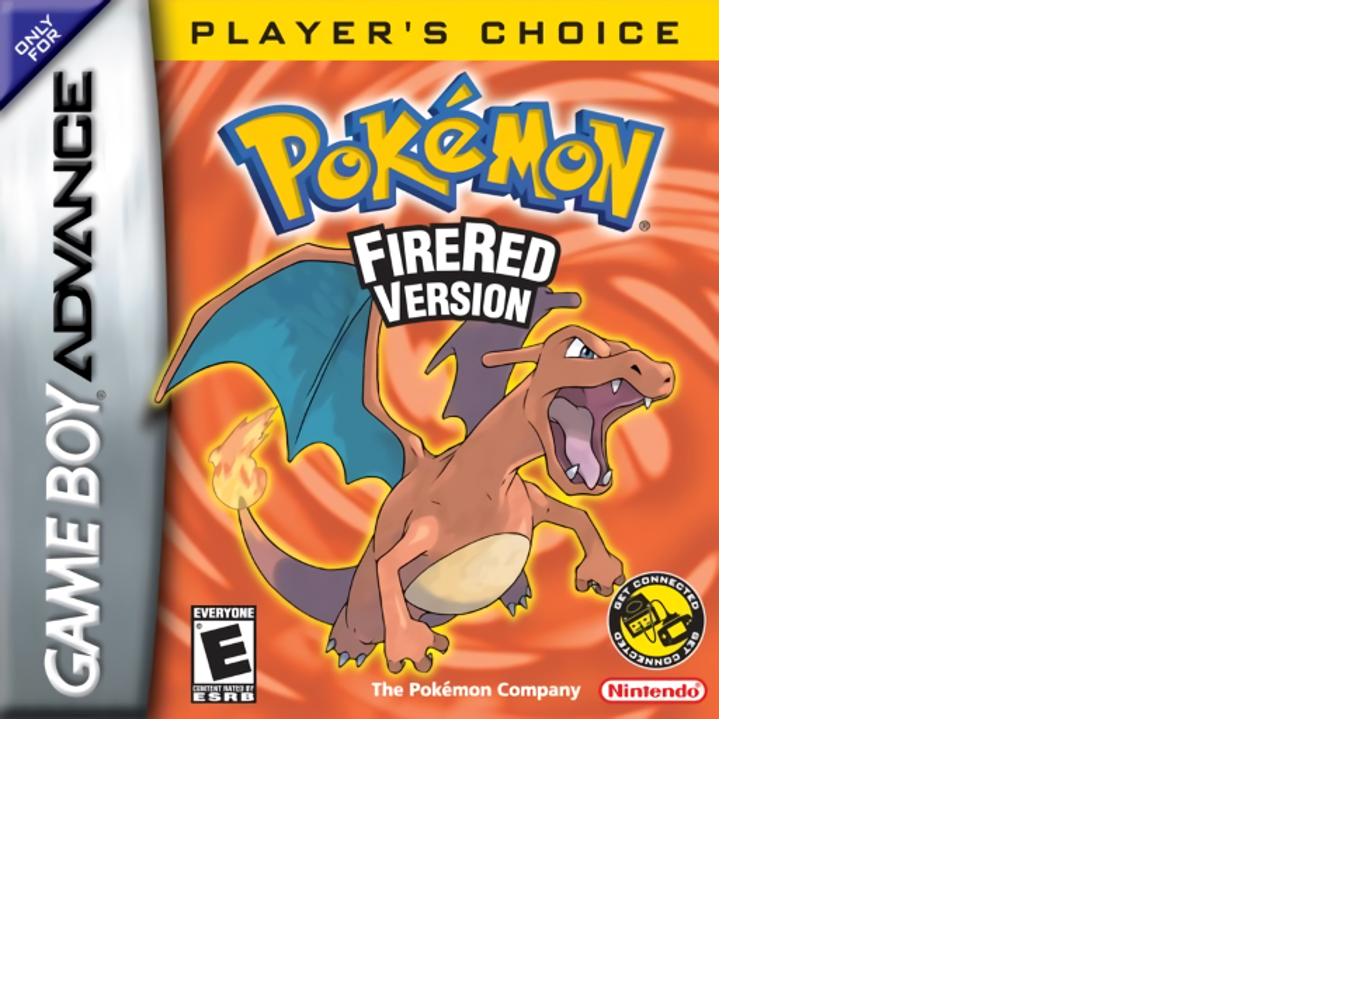 ONLY
FOR
PLAYER'S CHOICE
GAME BOY ADVANCE
®
POKéMON
®
FIRERED
VERSION
GET CONNECTED
GET CONNECTED
EVERYONE
E
®
CONTENT RATED BY
ESRB
The Pokémon Company
Nintendo®